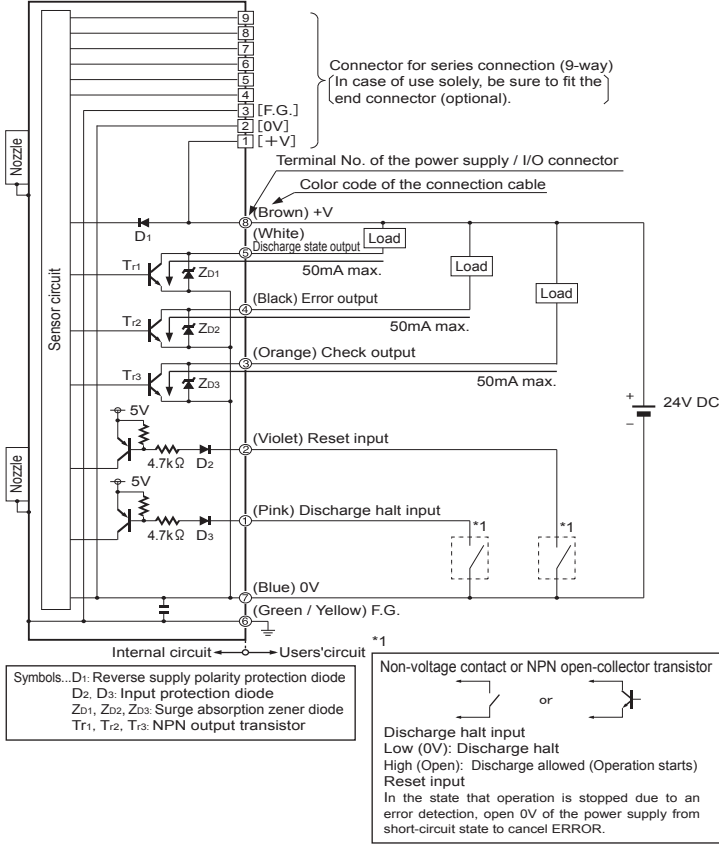 9
8
7
6
5
4
3 [F.G.]
2 [0V]
1 [+V]
Connector for series connection (9-way)
In case of use solely, be sure to fit the
end connector (optional).
Nozzle
Terminal No. of the power supply / I/O connector
Color code of the connection cable
(Brown) +V
8
D1
(White)
Discharge state output
5
Load
Tr1
ZD1
50mA max.
Load
(Black) Error output
4
Load
Tr2
ZD2
50mA max.
Sensor circuit
(Orange) Check output
3
Tr3
ZD3
50mA max.
+
24V DC
−
5V
(Violet) Reset input
2
4.7kΩ D2
Nozzle
5V
(Pink) Discharge halt input
1
4.7kΩ D3
*1
*1
(Blue) 0V
7
(Green / Yellow) F.G.
6
Internal circuit
Users'circuit
*1
Symbols...D1: Reverse supply polarity protection diode
D2, D3: Input protection diode
ZD1, ZD2, ZD3: Surge absorption zener diode
Tr1, Tr2, Tr3: NPN output transistor
Non-voltage contact or NPN open-collector transistor
or
Discharge halt input
Low (0V): Discharge halt
High (Open): Discharge allowed (Operation starts)
Reset input
In the state that operation is stopped due to an
error detection, open 0V of the power supply from
short-circuit state to cancel ERROR.